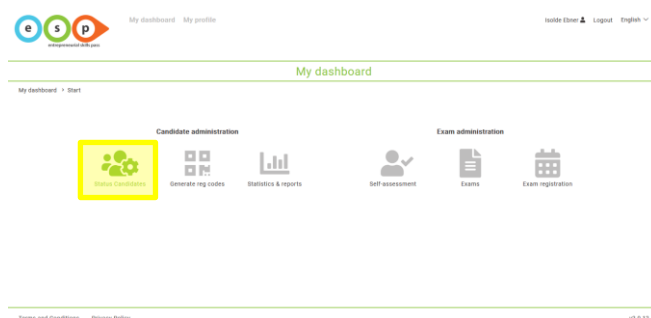 My dashboard My profile
Isolde Ebner Logout English
e s p
entrepreneurial skills pass
My dashboard
My dashboard Start
Candidate administration Exam administration
Status Candidates Generate reg codes Statistics & reports Self-assessment Exams Exam registration
Terms and Conditions Privacy Policy